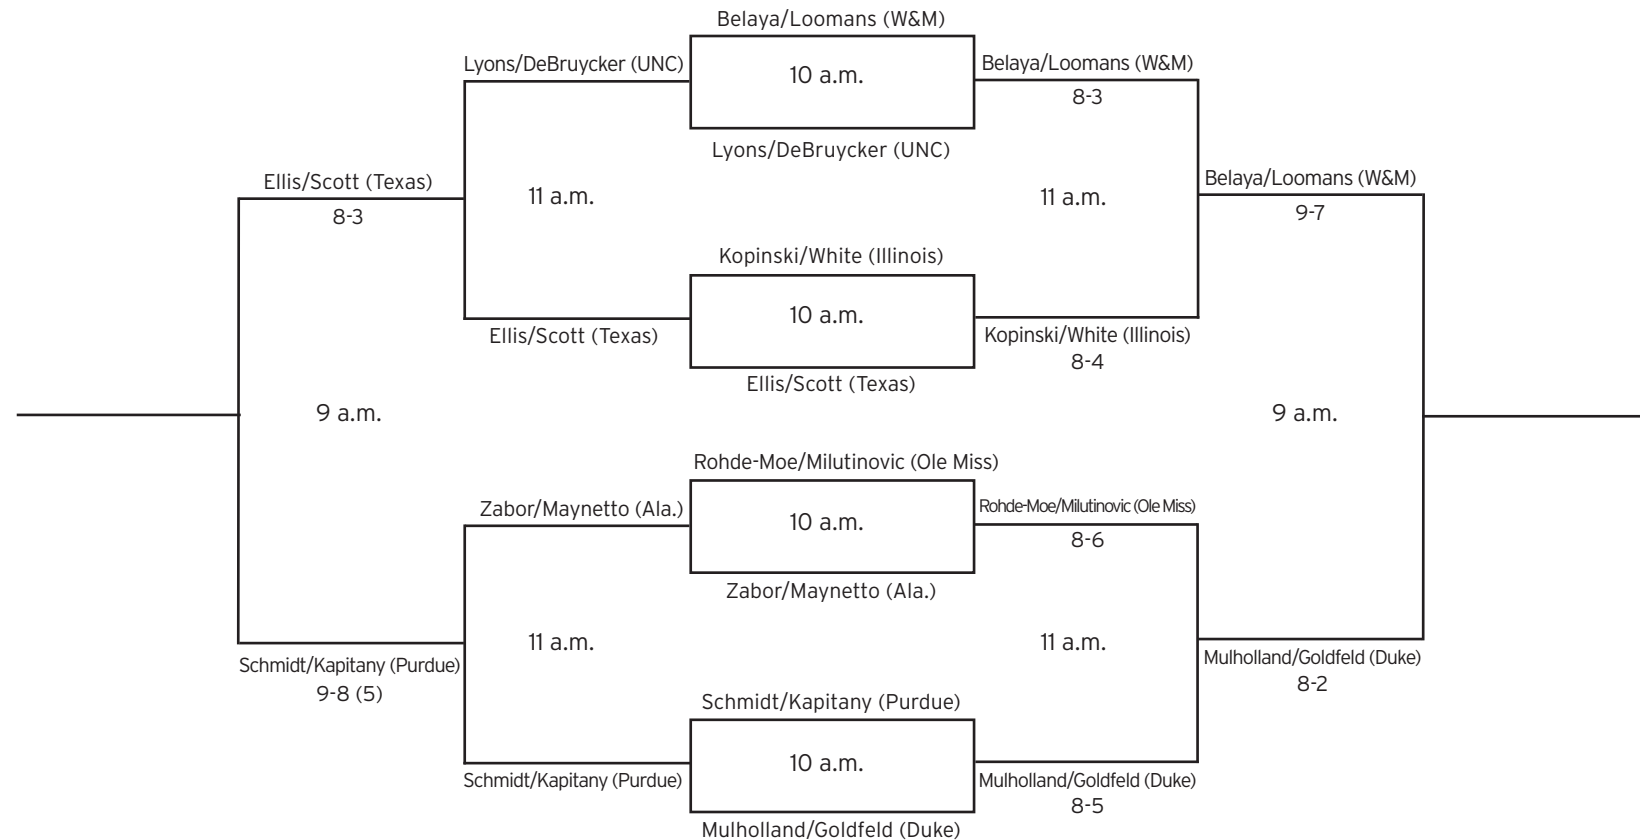 Belaya/Loomans (W&M)
Lyons/DeBruycker (UNC)
10 a.m.
Belaya/Loomans (W&M)
8-3
Lyons/DeBruycker (UNC)
Ellis/Scott (Texas)
8-3
11 a.m.
11 a.m.
Belaya/Loomans (W&M)
9-7
Kopinski/White (Illinois)
10 a.m.
Ellis/Scott (Texas)
Kopinski/White (Illinois)
8-4
Ellis/Scott (Texas)
9 a.m.
9 a.m.
Rohde-Moe/Milutinovic (Ole Miss)
Zabor/Maynetto (Ala.)
10 a.m.
Rohde-Moe/Milutinovic (Ole Miss)
8-6
Zabor/Maynetto (Ala.)
11 a.m.
11 a.m.
Schmidt/Kapitany (Purdue)
9-8 (5)
Mulholland/Goldfeld (Duke)
8-2
Schmidt/Kapitany (Purdue)
10 a.m.
Schmidt/Kapitany (Purdue)
Mulholland/Goldfeld (Duke)
8-5
Mulholland/Goldfeld (Duke)